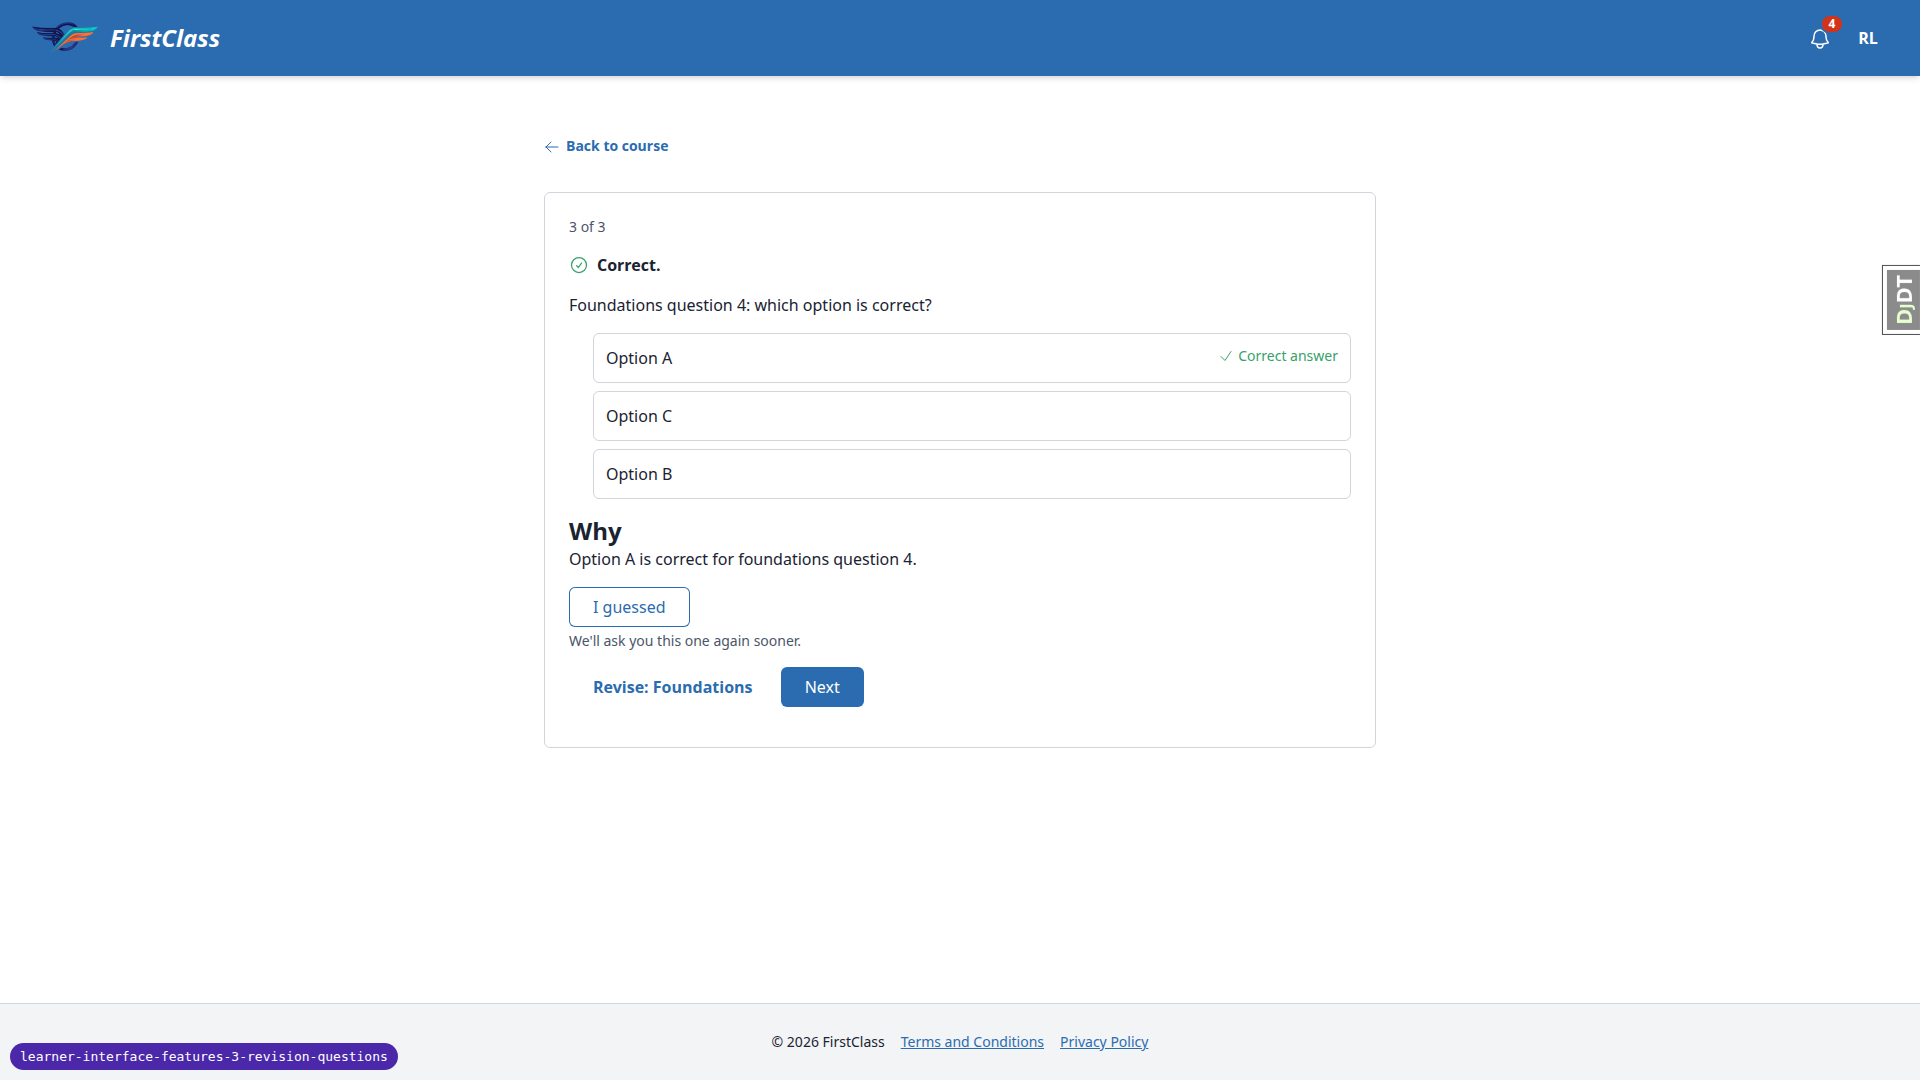 FirstClass
4
RL
Back to course
3 of 3
Correct.
Foundations question 4: which option is correct?
Option A
Correct answer
Option C
Option B
Why
Option A is correct for foundations question 4.
I guessed
We'll ask you this one again sooner.
Revise: Foundations
Next
DJDT
© 2026 FirstClass Terms and Conditions Privacy Policy
learner-interface-features-3-revision-questions